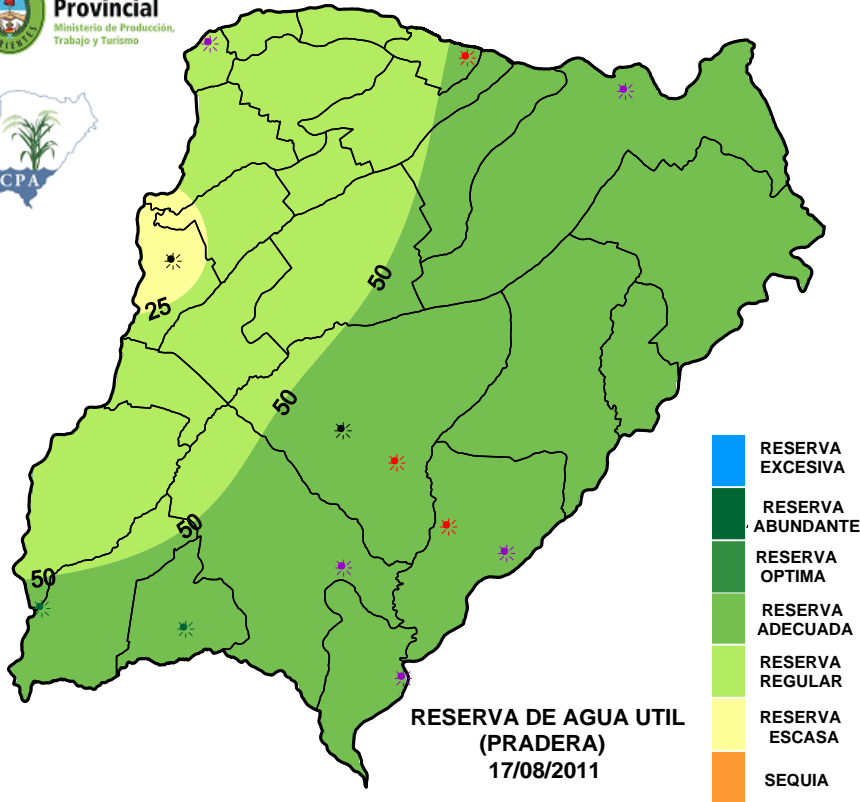 Provincial
Ministerio de Producción,
Trabajo y Turismo
50
25
50
50
50
RESERVA
EXCESIVA
RESERVA
ABUNDANTE
RESERVA
OPTIMA
RESERVA
ADECUADA
RESERVA
REGULAR
RESERVA
ESCASA
SEQUIA
RESERVA DE AGUA UTIL
(PRADERA)
17/08/2011